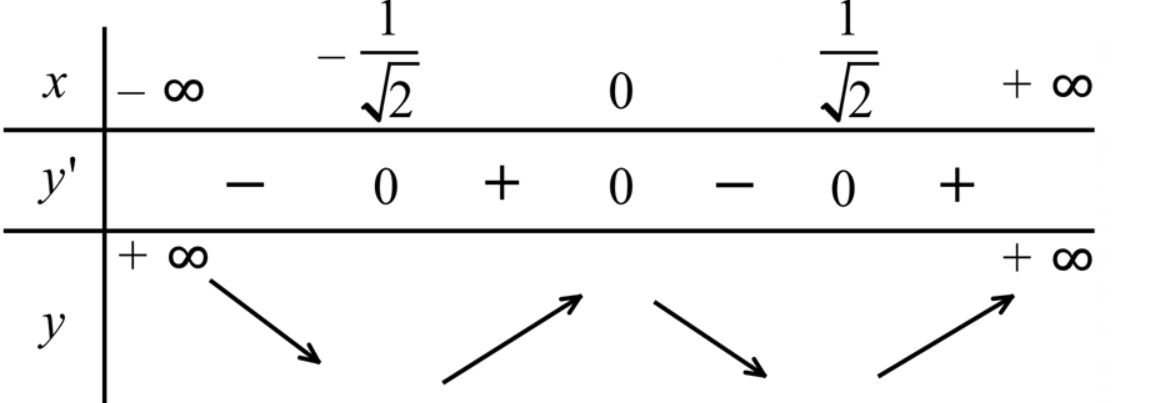 x − ∞ − 1/√2 0 1/√2 + ∞
y' − 0 + 0 − 0 +
+ ∞ + ∞
y